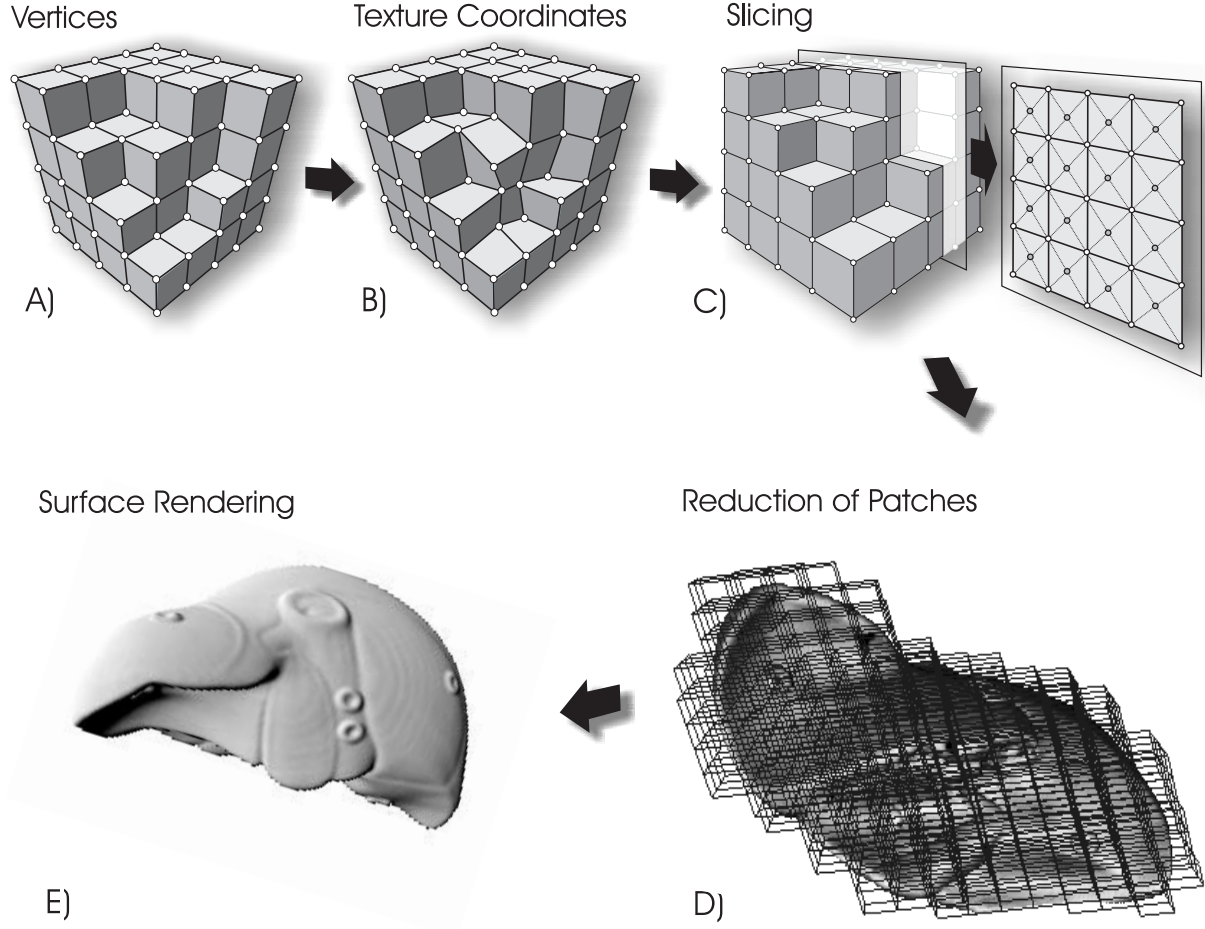 Vertices
Texture Coordinates
Slicing
A)
B)
C)
Surface Rendering
Reduction of Patches
E)
D)